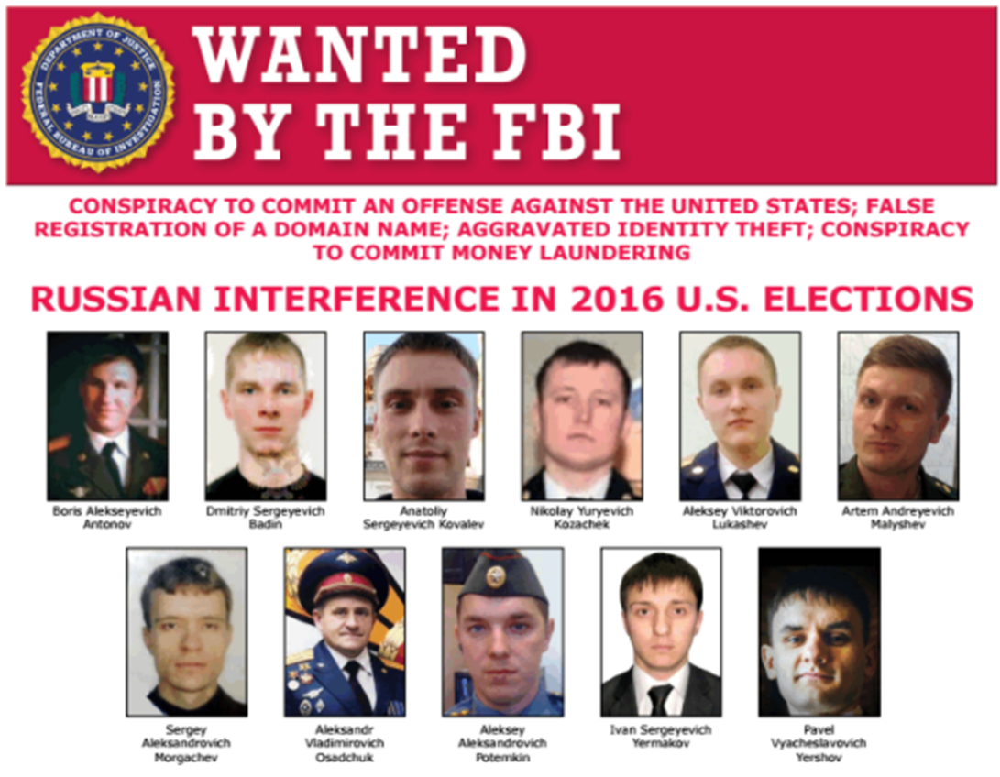 DEPARTMENT OF JUSTICE
FEDERAL BUREAU OF INVESTIGATION
WANTED
BY THE FBI
CONSPIRACY TO COMMIT AN OFFENSE AGAINST THE UNITED STATES; FALSE
REGISTRATION OF A DOMAIN NAME; AGGRAVATED IDENTITY THEFT; CONSPIRACY
TO COMMIT MONEY LAUNDERING
RUSSIAN INTERFERENCE IN 2016 U.S. ELECTIONS
Boris Alekseyevich
Antonov
Dmitriy Sergeyevich
Badin
Anatoliy
Sergeyevich Kovalev
Nikolay Yuryevich
Kozachek
Aleksey Viktorovich
Lukashev
Artem Andreyevich
Malyshev
Sergey
Aleksandrovich
Morgachev
Aleksandr
Vladimirovich
Osadchuk
Aleksey
Aleksandrovich
Potemkin
Ivan Sergeyevich
Yermakov
Pavel
Vyacheslavovich
Yershov